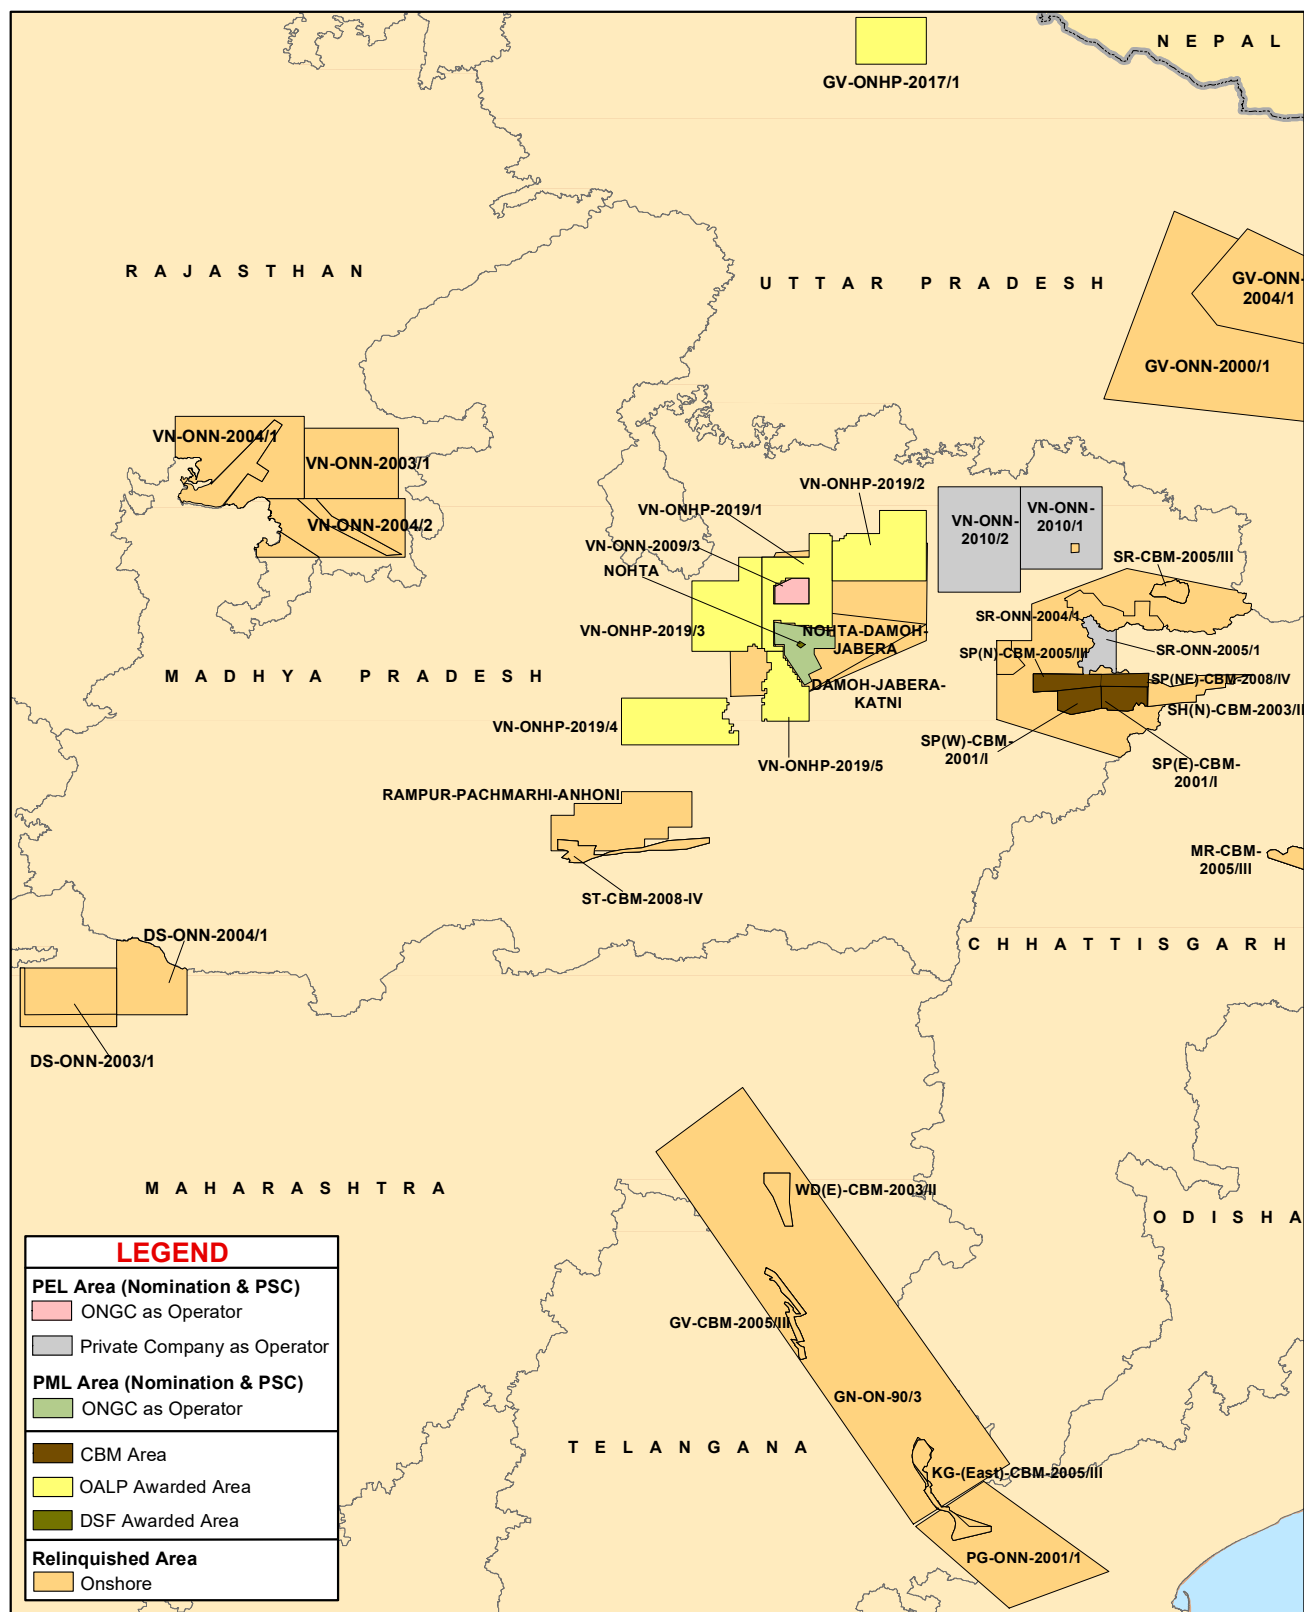 N E P A L
GV-ONHP-2017/1
R A J A S T H A N
U T T A R P R A D E S H
GV-ONN-
2004/1
GV-ONN-2000/1
VN-ONN-2004/1
VN-ONN-2003/1
VN-ONN-2004/2
VN-ONHP-2019/2
VN-ONHP-2019/1
VN-ONN-2009/3
NOHTA
VN-ONN-
2010/2
VN-ONN-
2010/1
SR-CBM-2005/III
VN-ONHP-2019/3
NOHTA-DAMOH-
JABERA
SR-ONN-2004/1
SR-ONN-2005/1
SP(N)-CBM-2005/III
M A D H Y A P R A D E S H
DAMOH-JABERA-
KATNI
SP(NE)-CBM-2008/IV
SH(N)-CBM-2003/II
VN-ONHP-2019/4
SP(W)-CBM-
2001/I
VN-ONHP-2019/5
SP(E)-CBM-
2001/I
RAMPUR-PACHMARHI-ANHONI
MR-CBM-
2005/III
ST-CBM-2008-IV
DS-ONN-2004/1
C H H A T T I S G A R H
DS-ONN-2003/1
M A H A R A S H T R A
WD(E)-CBM-2003/II
O D I S H A
GV-CBM-2005/III
GN-ON-90/3
T E L A N G A N A
KG-(East)-CBM-2005/III
PG-ONN-2001/1
LEGEND
PEL Area (Nomination & PSC)
ONGC as Operator
Private Company as Operator
PML Area (Nomination & PSC)
ONGC as Operator
CBM Area
OALP Awarded Area
DSF Awarded Area
Relinquished Area
Onshore